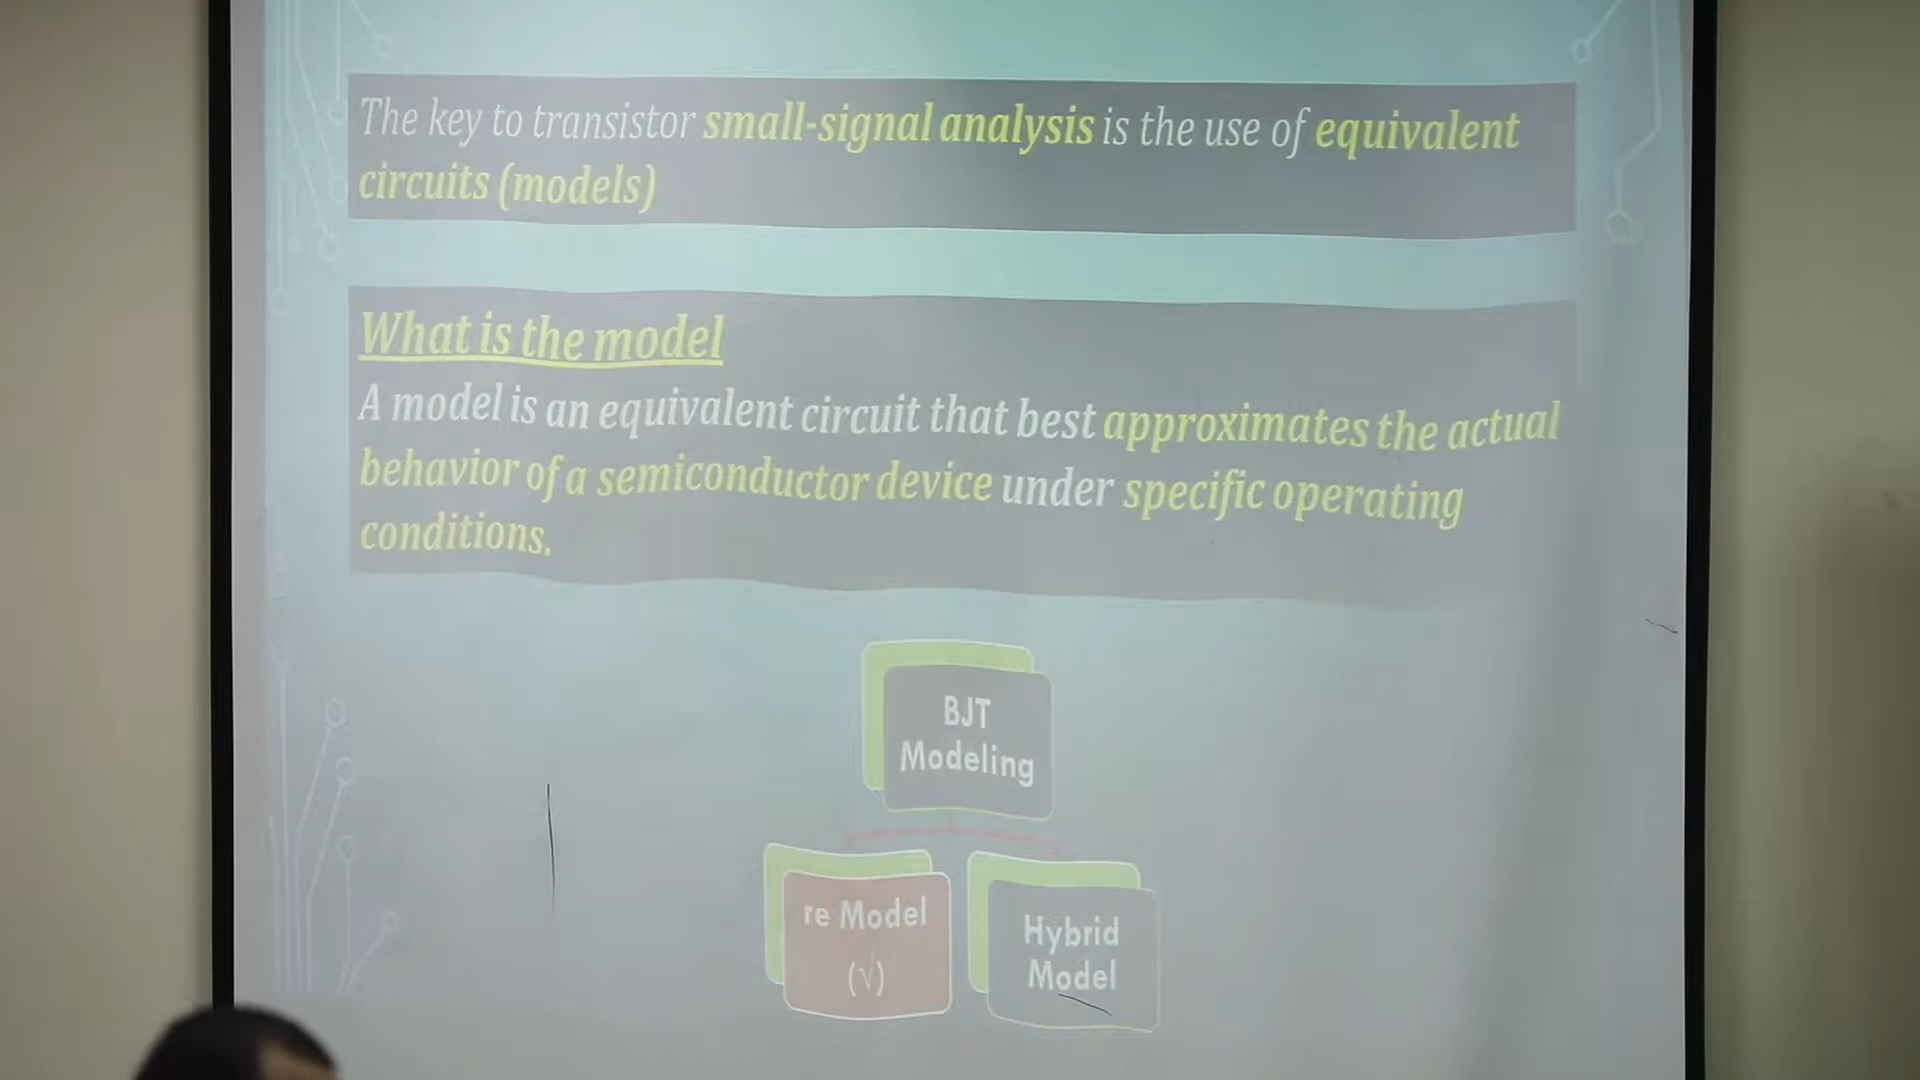 The key to transistor small-signal analysis is the use of equivalent
circuits (models)
What is the model
A model is an equivalent circuit that best approximates the actual
behavior of a semiconductor device under specific operating
conditions.
BJT
Modeling
re Model
(√)
Hybrid
Model